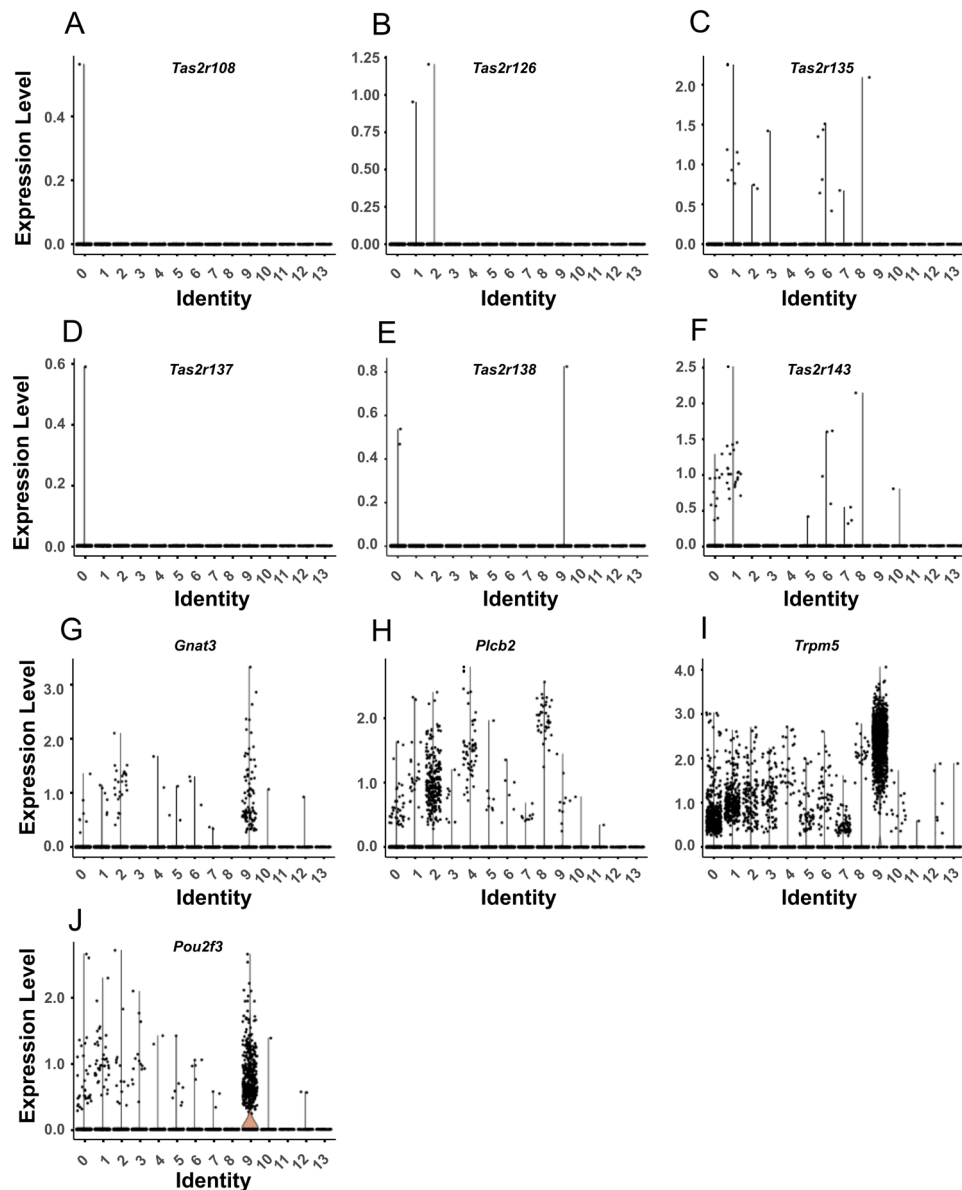 A
B
C
Tas2r108
Tas2r126
Tas2r135
Expression Level
0.4
0.2
0.0
1.25
1.00
0.75
0.50
0.25
0.00
2.0
1.5
1.0
0.5
0.0
0 1 2 3 4 5 6 7 8 9 10 11 12 13
0 1 2 3 4 5 6 7 8 9 10 11 12 13
0 1 2 3 4 5 6 7 8 9 10 11 12 13
Identity
Identity
Identity
D
E
F
Tas2r137
Tas2r138
Tas2r143
Expression Level
0.6
0.4
0.2
0.0
0.8
0.6
0.4
0.2
0.0
2.5
2.0
1.5
1.0
0.5
0.0
0 1 2 3 4 5 6 7 8 9 10 11 12 13
0 1 2 3 4 5 6 7 8 9 10 11 12 13
0 1 2 3 4 5 6 7 8 9 10 11 12 13
Identity
Identity
Identity
G
H
I
Gnat3
Plcb2
Trpm5
Expression Level
3.0
2.0
1.0
0.0
2.0
1.0
0.0
4.0
3.0
2.0
1.0
0.0
0 1 2 3 4 5 6 7 8 9 10 11 12 13
0 1 2 3 4 5 6 7 8 9 10 11 12 13
0 1 2 3 4 5 6 7 8 9 10 11 12 13
Identity
Identity
Identity
J
Pou2f3
Expression Level
2.0
1.0
0.0
0 1 2 3 4 5 6 7 8 9 10 11 12 13
Identity